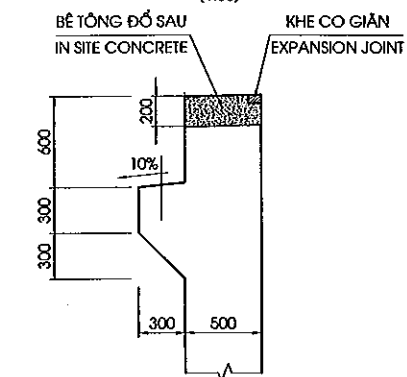 BÊ TÔNG ĐỔ SAU
IN SITE CONCRETE
KHE CO GIÃN
EXPANSION JOINT
200
600
10%
300
300
300
500